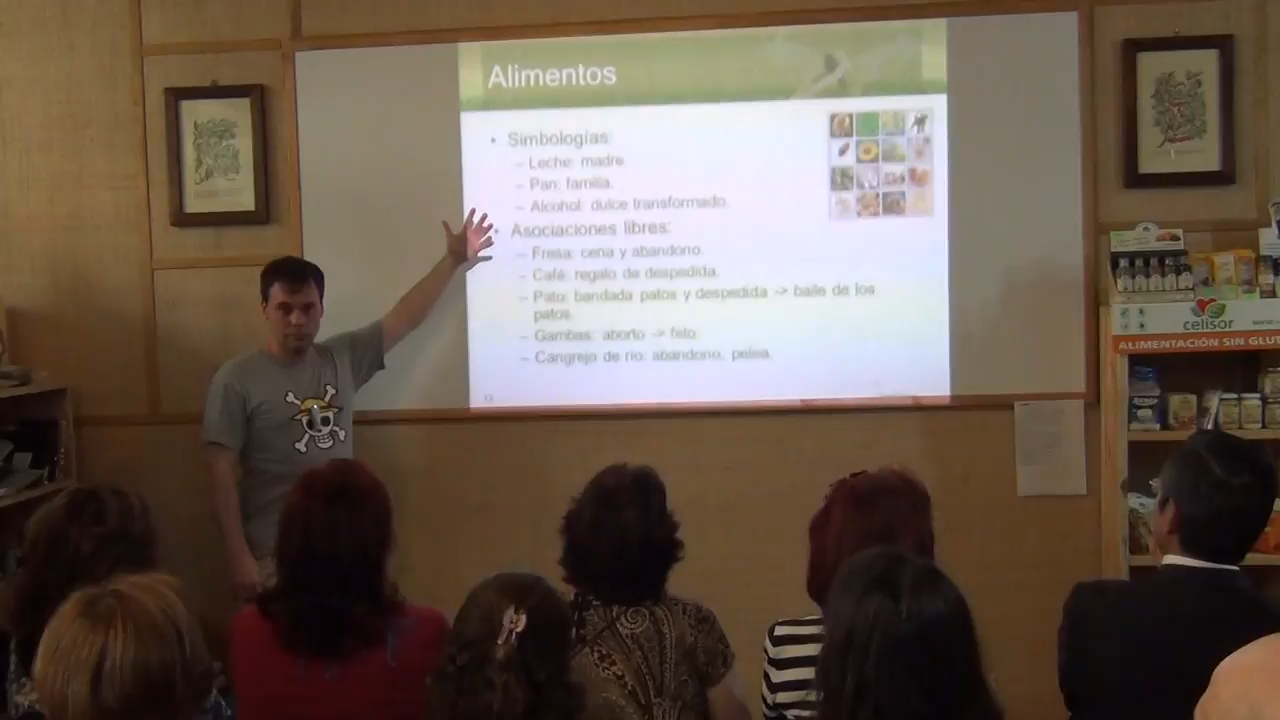 Alimentos
• Simbologías:
– Leche: madre.
– Pan: familia.
– Alcohol: dulce transformado.
• Asociaciones libres:
– Fresa: cena y abandono.
– Café: regalo de despedida.
– Pato: bandada patos y despedida -> baile de los
patos.
– Gambas: aborto -> feto.
– Cangrejo de río: abandono, pelea.
celisor
ALIMENTACIÓN SIN GLUT